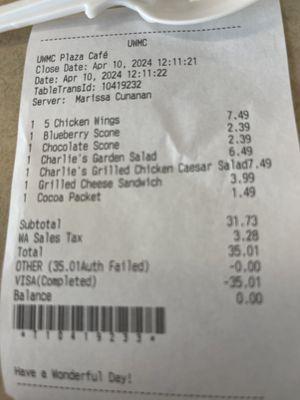 UWMC
UWMC Plaza Café
Close Date: Apr 10, 2024 12:11:21
Date: Apr 10, 2024 12:11:22
TableTransId: 10419232
Server: Marissa Cunanan
1 5 Chicken Wings 7.49
1 Blueberry Scone 2.39
1 Chocolate Scone 2.39
1 Charlie's Garden Salad 6.49
1 Charlie's Grilled Chicken Caesar Salad7.49
1 Grilled Cheese Sandwich 3.99
1 Cocoa Packet 1.49
Subtotal 31.73
WA Sales Tax 3.28
Total 35.01
OTHER (35.01Auth Failed) -0.00
VISA(Completed) -35.01
Balance 0.00
*110419233*
Have a Wonderful Day!